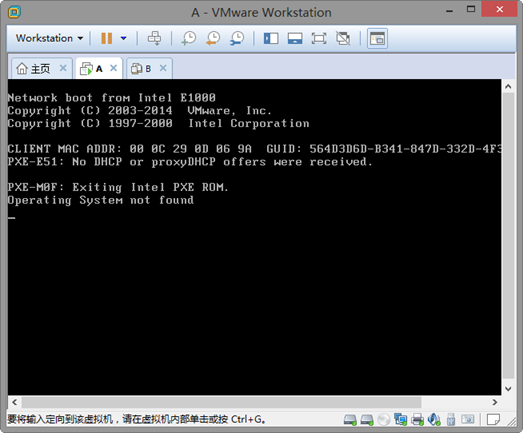 A - VMware Workstation
Workstation
主页 A B
Network boot from Intel E1000
Copyright (C) 2003-2014  VMware, Inc.
Copyright (C) 1997-2000  Intel Corporation
CLIENT MAC ADDR: 00 0C 29 0D 06 9A  GUID: 564D3D6D-B341-847D-332D-4F3
PXE-E51: No DHCP or proxyDHCP offers were received.
PXE-M0F: Exiting Intel PXE ROM.
Operating System not found
要将输入定向到该虚拟机，请在虚拟机内部单击或按 Ctrl+G。